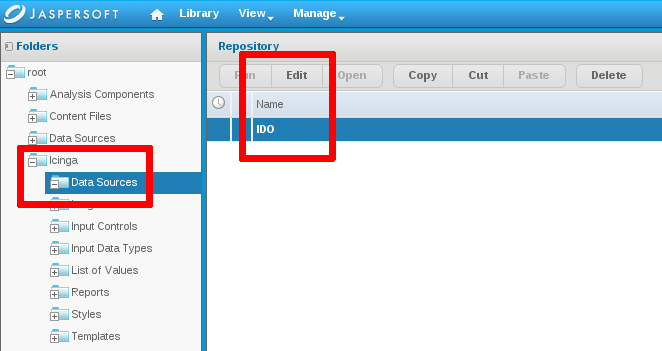 JASPERSOFT Library View Manage
Folders
root
Analysis Components
Content Files
Data Sources
Icinga
Data Sources
Input Controls
Input Data Types
List of Values
Reports
Styles
Templates
Repository
Run Edit Open Copy Cut Paste Delete
Name
IDO